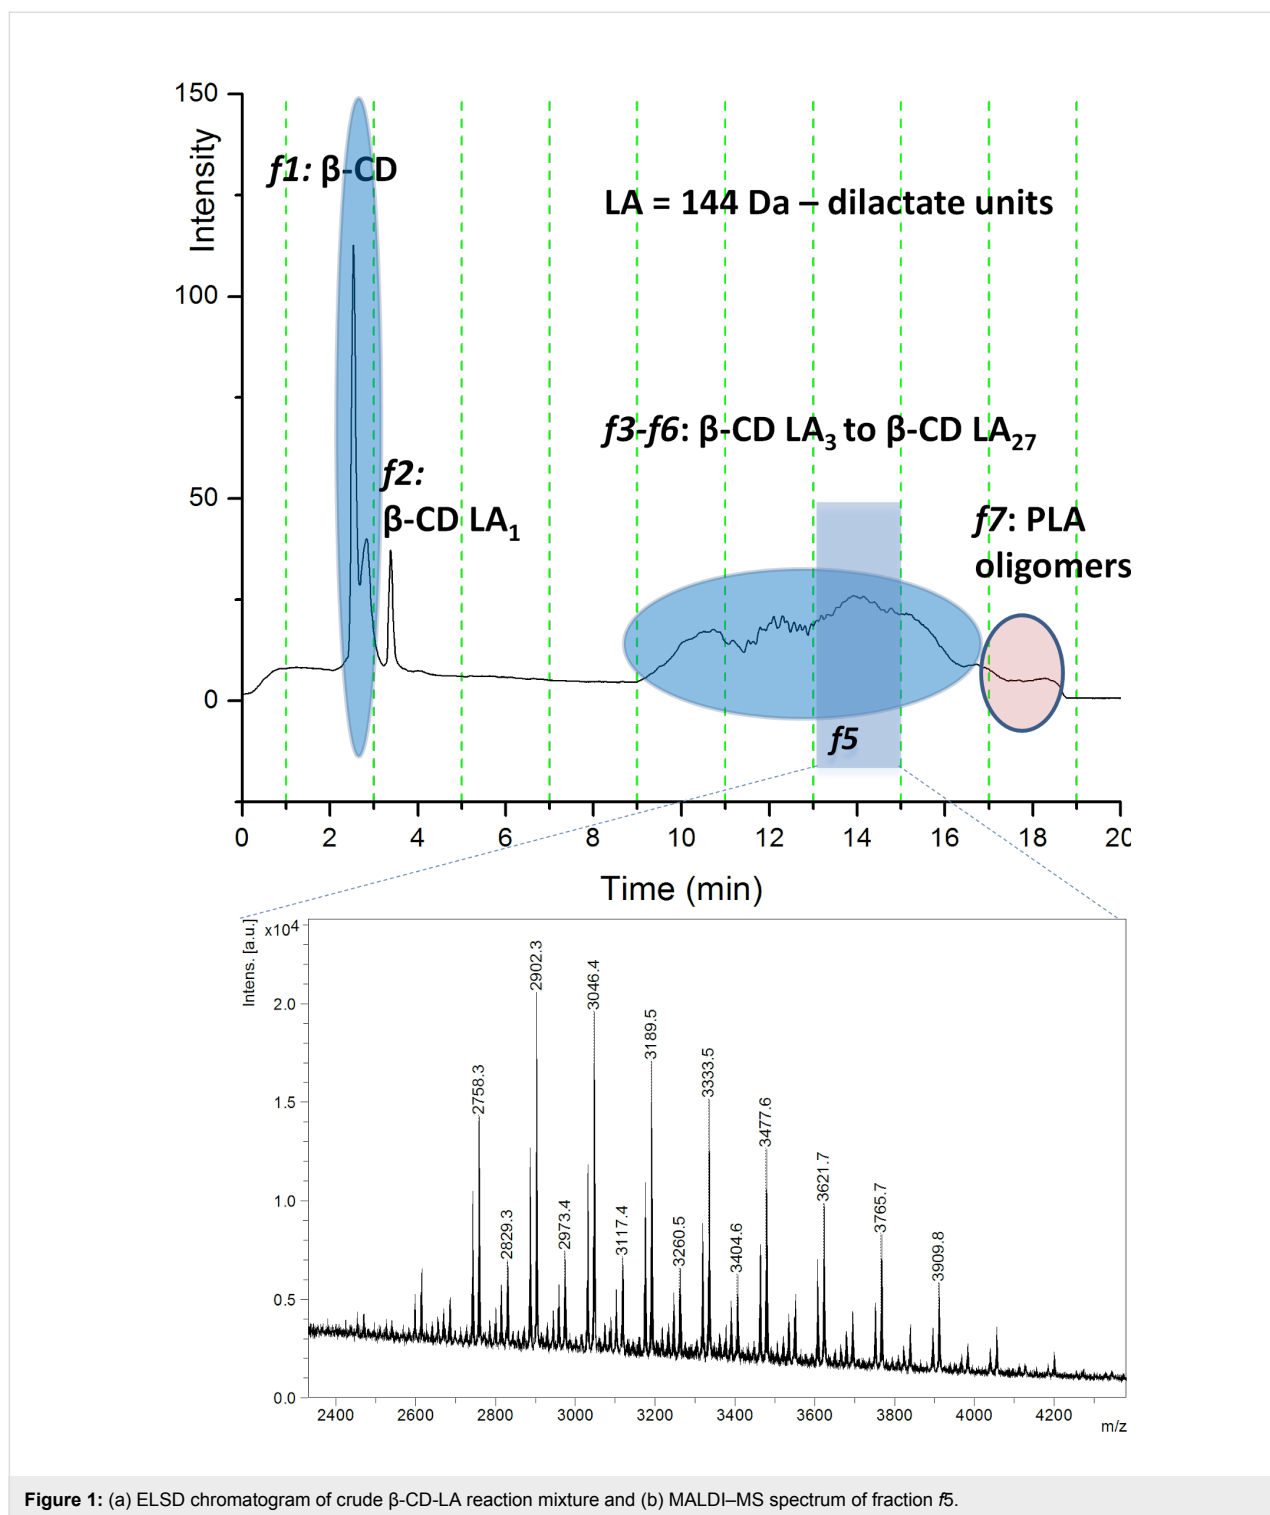 150
100
50
0
Intensity
f1: β-CD
LA = 144 Da – dilactate units
f3-f6: β-CD LA3 to β-CD LA27
f2:
β-CD LA1
f7: PLA
oligomers
f5
0 2 4 6 8 10 12 14 16 18 20
Time (min)
Intens. [a.u.]
x10^4
2.0
1.5
1.0
0.5
0.0
2758.3
2829.3
2902.3
2973.4
3046.4
3117.4
3189.5
3260.5
3333.5
3404.6
3477.6
3621.7
3765.7
3909.8
2400 2600 2800 3000 3200 3400 3600 3800 4000 4200
m/z
Figure 1: (a) ELSD chromatogram of crude β-CD-LA reaction mixture and (b) MALDI–MS spectrum of fraction f5.